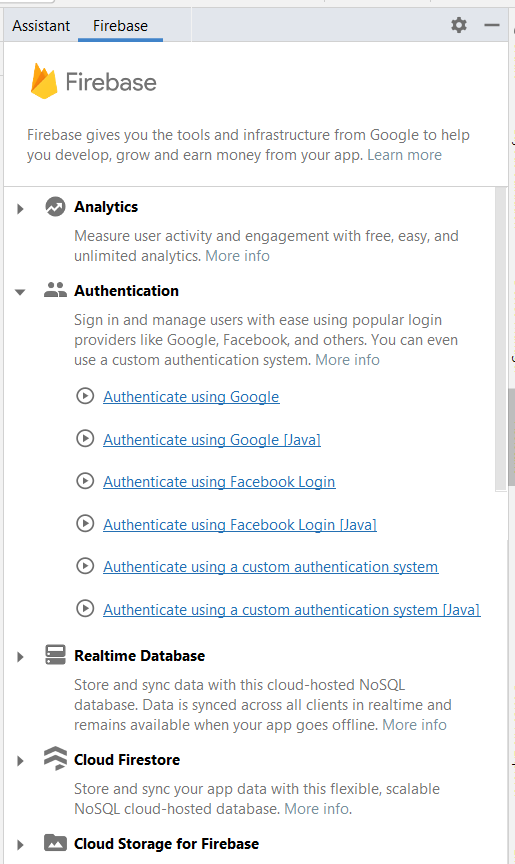 Assistant Firebase
Firebase
Firebase gives you the tools and infrastructure from Google to help
you develop, grow and earn money from your app. Learn more
Analytics
Measure user activity and engagement with free, easy, and
unlimited analytics. More info
Authentication
Sign in and manage users with ease using popular login
providers like Google, Facebook, and others. You can even
use a custom authentication system. More info
Authenticate using Google
Authenticate using Google [Java]
Authenticate using Facebook Login
Authenticate using Facebook Login [Java]
Authenticate using a custom authentication system
Authenticate using a custom authentication system [Java]
Realtime Database
Store and sync data with this cloud-hosted NoSQL
database. Data is synced across all clients in realtime and
remains available when your app goes offline. More info
Cloud Firestore
Store and sync your app data with this flexible, scalable
NoSQL cloud-hosted database. More info.
Cloud Storage for Firebase